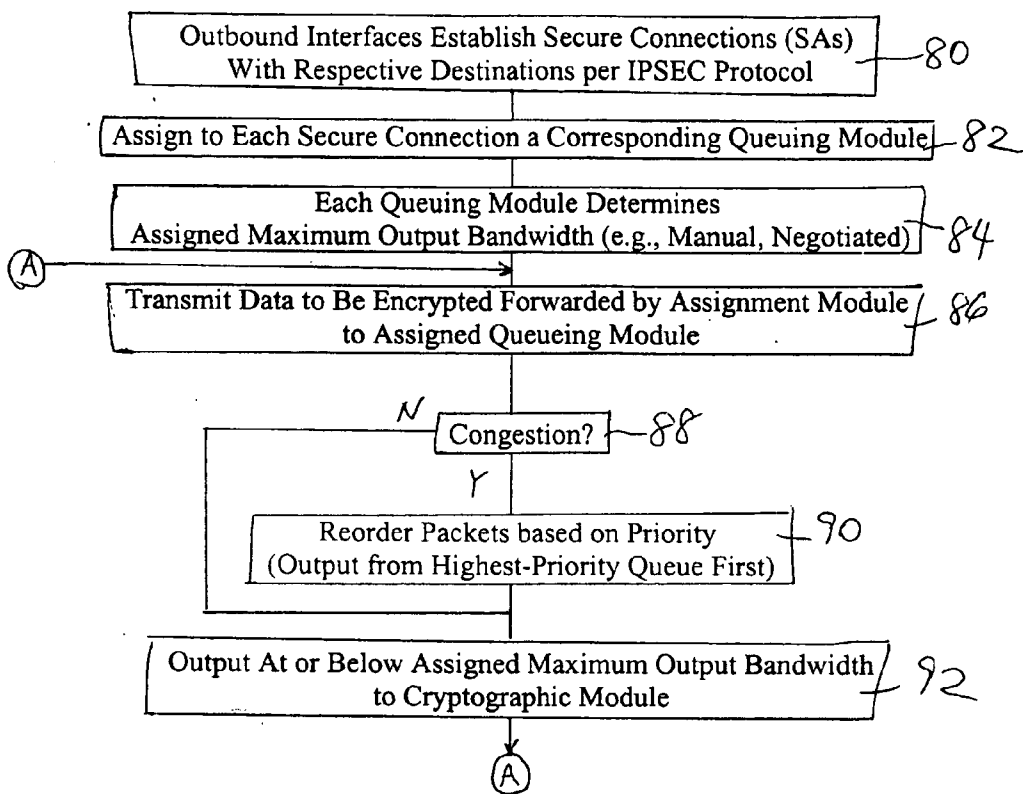 Outbound Interfaces Establish Secure Connections (SAs)
With Respective Destinations per IPSEC Protocol
80
Assign to Each Secure Connection a Corresponding Queuing Module
82
Each Queuing Module Determines
Assigned Maximum Output Bandwidth (e.g., Manual, Negotiated)
84
A
Transmit Data to Be Encrypted Forwarded by Assignment Module
to Assigned Queueing Module
86
N
Congestion?
88
Y
Reorder Packets based on Priority
(Output from Highest-Priority Queue First)
90
Output At or Below Assigned Maximum Output Bandwidth
to Cryptographic Module
92
A